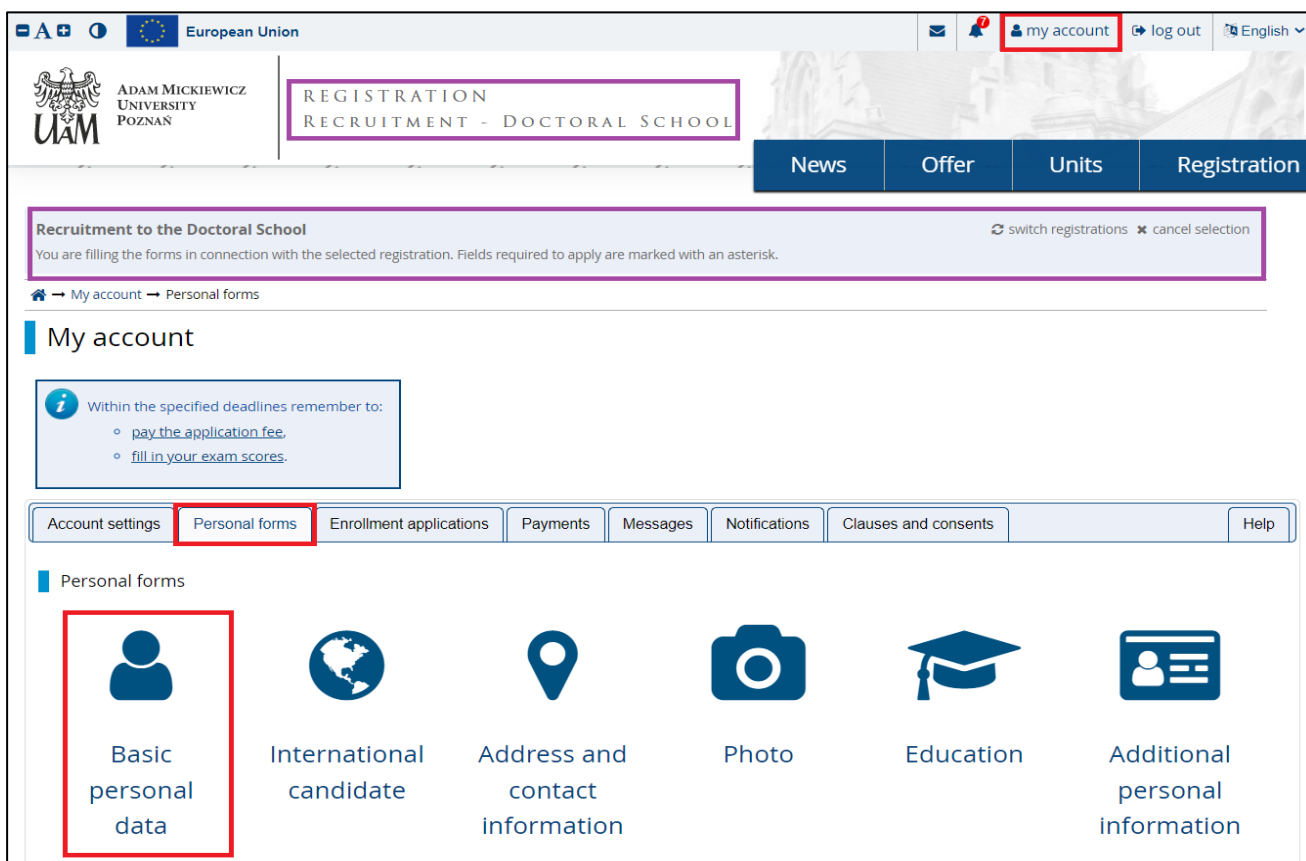 A
European Union
7
my account
log out
English
ADAM MICKIEWICZ
UNIVERSITY
POZNAŃ
UAM
REGISTRATION
RECRUITMENT - DOCTORAL SCHOOL
News
Offer
Units
Registration
Recruitment to the Doctoral School
switch registrations
cancel selection
You are filling the forms in connection with the selected registration. Fields required to apply are marked with an asterisk.
→ My account → Personal forms
My account
i
Within the specified deadlines remember to:
pay the application fee,
fill in your exam scores.
Account settings
Personal forms
Enrollment applications
Payments
Messages
Notifications
Clauses and consents
Help
Personal forms
Basic
personal
data
International
candidate
Address and
contact
information
Photo
Education
Additional
personal
information